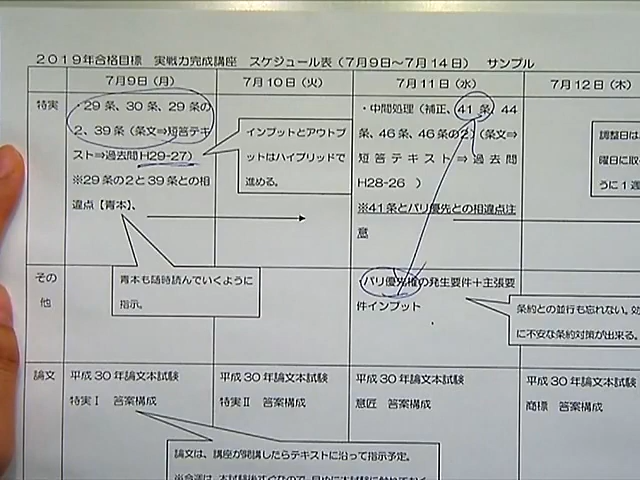 2019年合格目標 実戦力完成講座 スケジュール表（7月9日～7月14日） サンプル
7月9日（月） 7月10日（火） 7月11日（水） 7月12日（木）
特実
・29条、30条、29条の
2、39条（条文⇒短答テキ
スト⇒過去問H29-27）
※29条の2と39条との相
違点【青本】、
インプットとアウトプ
ットはハイブリッドで
進める。
・中間処理（補正、41条、44
条、46条、46条の2）（条文⇒
短答テキスト⇒過去問
H28-26 ）
※41条とパリ優先との相違点注
意
調整日は
曜日に取
うに1週
青本も随時読んでいくように
指示。
その
他
・パリ優先権の発生要件＋主張要
件インプット
条約との並行も忘れない。効
に不安な条約対策が出来る。
論文
平成30年論文本試験
特実Ⅰ 答案構成
平成30年論文本試験
特実Ⅱ 答案構成
平成30年論文本試験
意匠 答案構成
平成30年論文本試
商標 答案構成
論文は、講座が開講したらテキストに沿って指示予定。